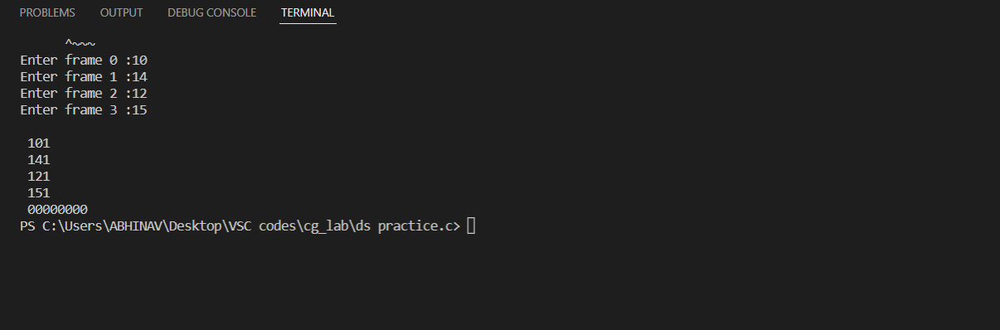 PROBLEMS OUTPUT DEBUG CONSOLE TERMINAL
^~~~
Enter frame 0 :10
Enter frame 1 :14
Enter frame 2 :12
Enter frame 3 :15
101
141
121
151
00000000
PS C:\Users\ABHINAV\Desktop\VSC codes\cg_lab\ds practice.c>